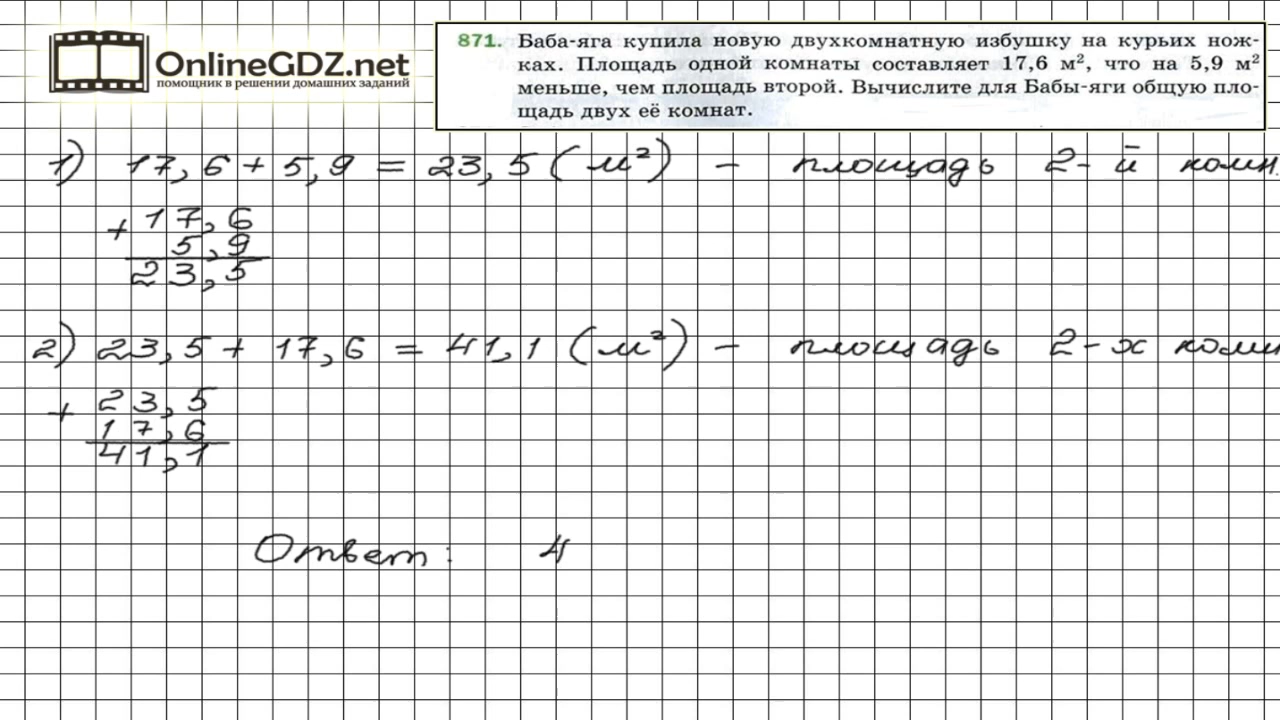 OnlineGDZ.net
помощник в решении домашних заданий
871. Баба-яга купила новую двухкомнатную избушку на курьих нож-
ках. Площадь одной комнаты составляет 17,6 м², что на 5,9 м²
меньше, чем площадь второй. Вычислите для Бабы-яги общую пло-
щадь двух её комнат.
1) 17,6 + 5,9 = 23,5 (м²) - площадь 2-й комн.
+ 17,6
5,9
23,5
2) 23,5 + 17,6 = 41,1 (м²) - площадь 2-х комн
+ 23,5
17,6
41,1
Ответ: 4